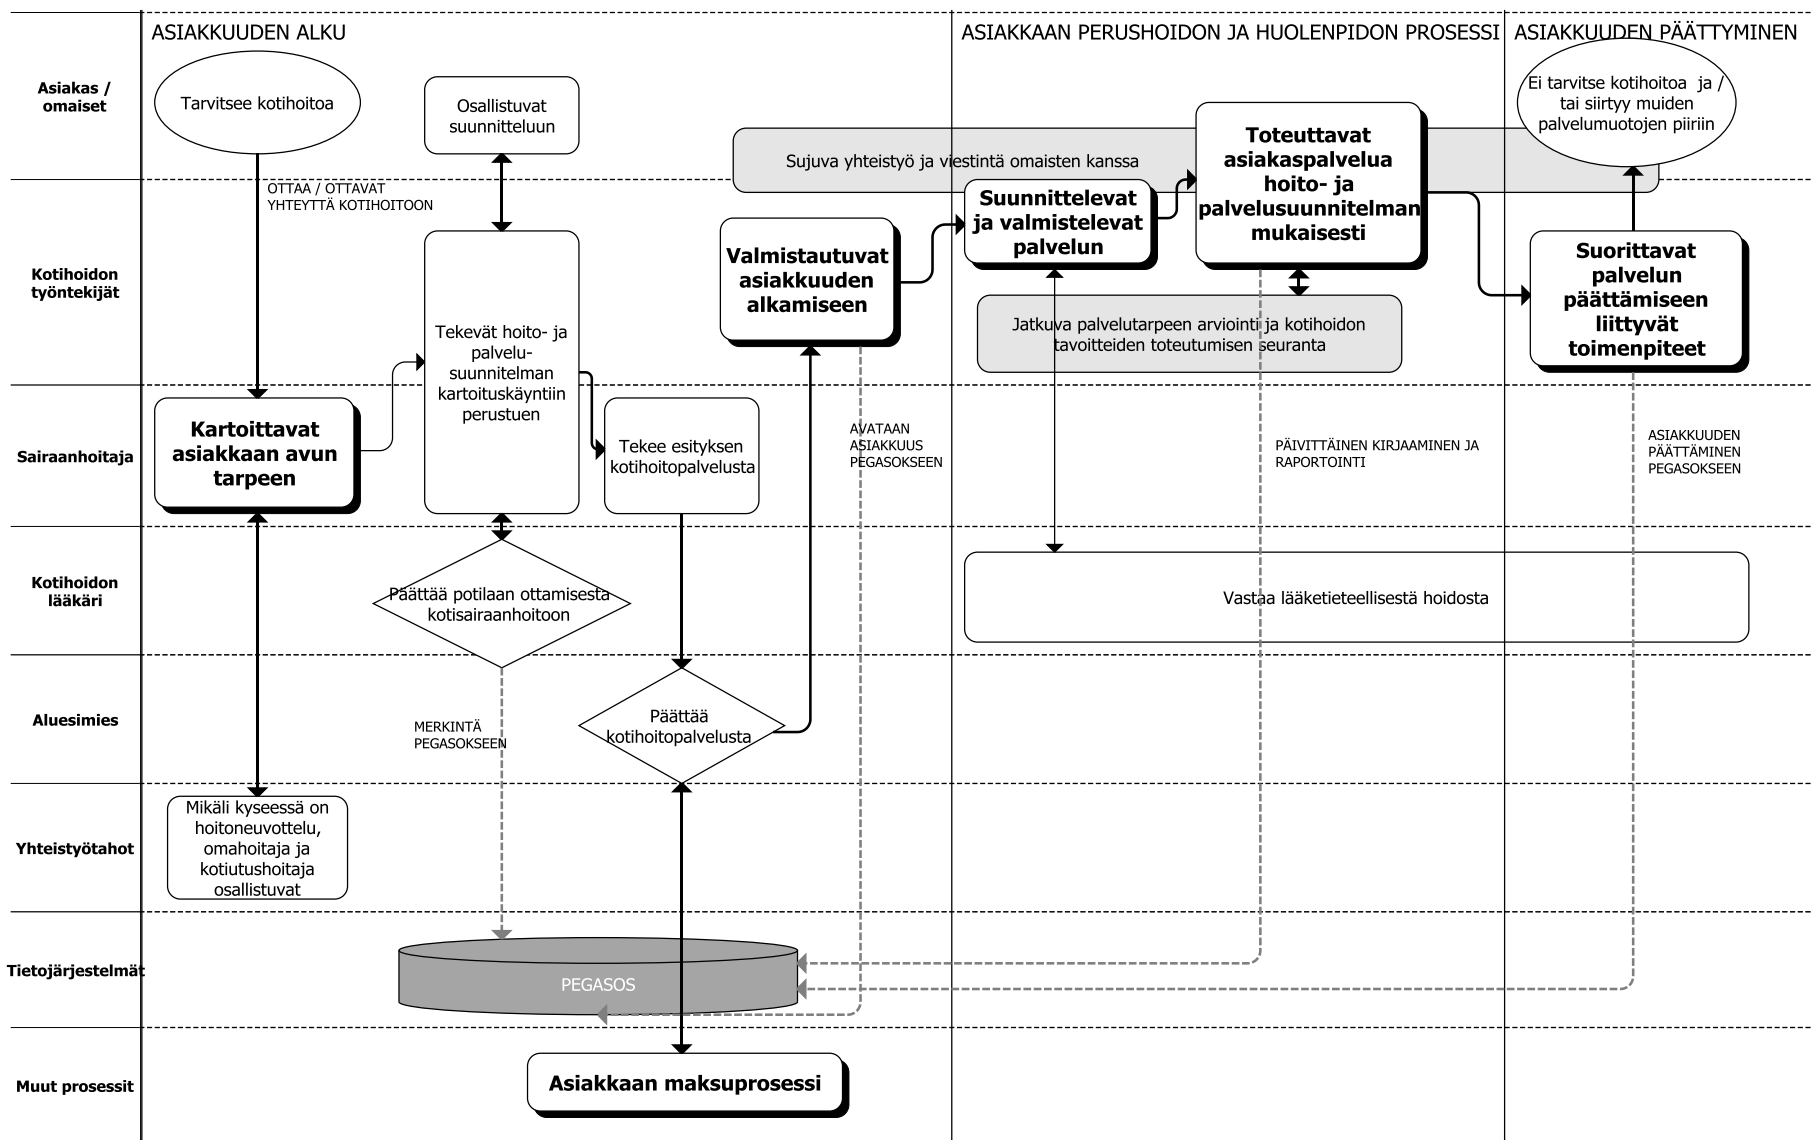 ASIAKKUUDEN ALKU
ASIAKKAAN PERUSHOIDON JA HUOLENPIDON PROSESSI
ASIAKKUUDEN PÄÄTTYMINEN
Asiakas /
omaiset
Tarvitsee kotihoitoa
Osallistuvat
suunnitteluun
Sujuva yhteistyö ja viestintä omaisten kanssa
Toteuttavat
asiakaspalvelua
hoito- ja
palvelusuunnitelman
mukaisesti
Ei tarvitse kotihoitoa  ja /
tai siirtyy muiden
palvelumuotojen piiriin
OTTAA / OTTAVAT
YHTEYTTÄ KOTIHOITOON
Kotihoidon
työntekijät
Tekevät hoito- ja
palvelu-
suunnitelman
kartoituskäyntiin
perustuen
Valmistautuvat
asiakkuuden
alkamiseen
Suunnittelevat
ja valmistelevat
palvelun
Jatkuva palvelutarpeen arviointi ja kotihoidon
tavoitteiden toteutumisen seuranta
Suorittavat
palvelun
päättämiseen
liittyvät
toimenpiteet
Sairaanhoitaja
Kartoittavat
asiakkaan avun
tarpeen
Tekee esityksen
kotihoitopalvelusta
AVATAAN
ASIAKKUUS
PEGASOKSEEN
PÄIVITTÄINEN KIRJAAMINEN JA
RAPORTOINTI
ASIAKKUUDEN
PÄÄTTÄMINEN
PEGASOKSEEN
Kotihoidon
lääkäri
Päättää potilaan ottamisesta
kotisairaanhoitoon
Vastaa lääketieteellisestä hoidosta
Aluesimies
MERKINTÄ
PEGASOKSEEN
Päättää
kotihoitopalvelusta
Yhteistyötahot
Mikäli kyseessä on
hoitoneuvottelu,
omahoitaja ja
kotiutushoitaja
osallistuvat
Tietojärjestelmät
PEGASOS
Muut prosessit
Asiakkaan maksuprosessi